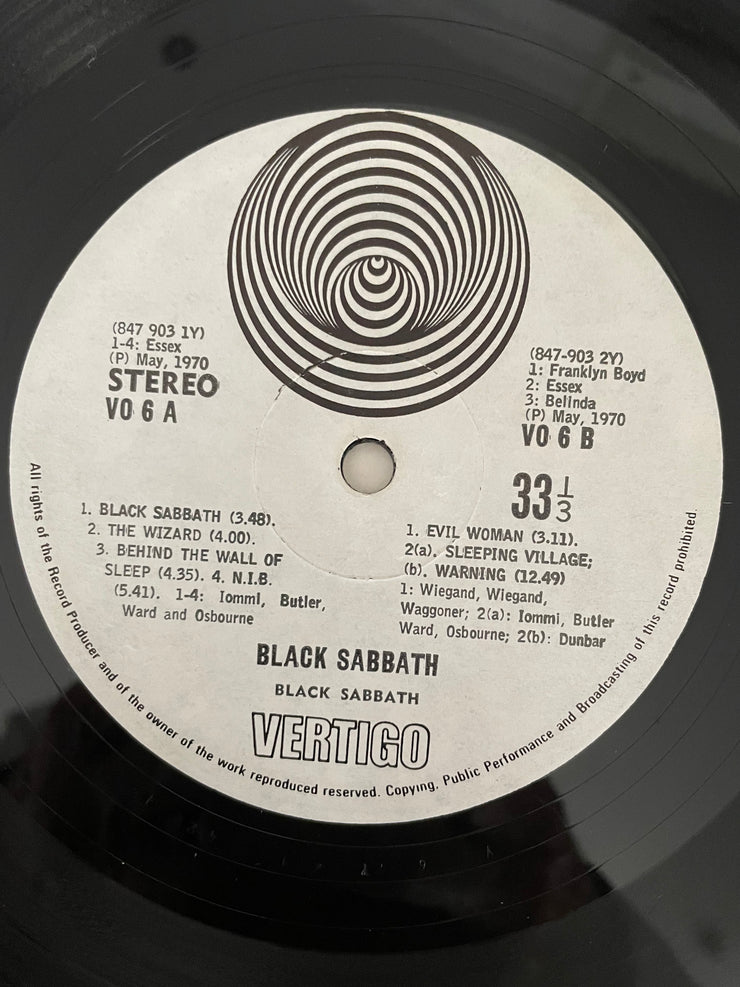 (847 903 1Y)
1-4: Essex
(P) May, 1970
STEREO
VO 6 A
(847-903 2Y)
1: Franklyn Boyd
2: Essex
3: Belinda
(P) May, 1970
VO 6 B
33 1/3
1. BLACK SABBATH (3.48).
2. THE WIZARD (4.00).
3. BEHIND THE WALL OF
SLEEP (4.35). 4. N.I.B.
(5.41). 1-4: Iommi, Butler,
Ward and Osbourne
1. EVIL WOMAN (3.11).
2(a). SLEEPING VILLAGE;
(b). WARNING (12.49)
1: Wiegand, Wiegand,
Waggoner; 2(a): Iommi, Butler
Ward, Osbourne; 2(b): Dunbar
BLACK SABBATH
BLACK SABBATH
VERTIGO
All rights of the Record Producer and of the owner of the work reproduced reserved. Copying, Public Performance and Broadcasting of this record prohibited.